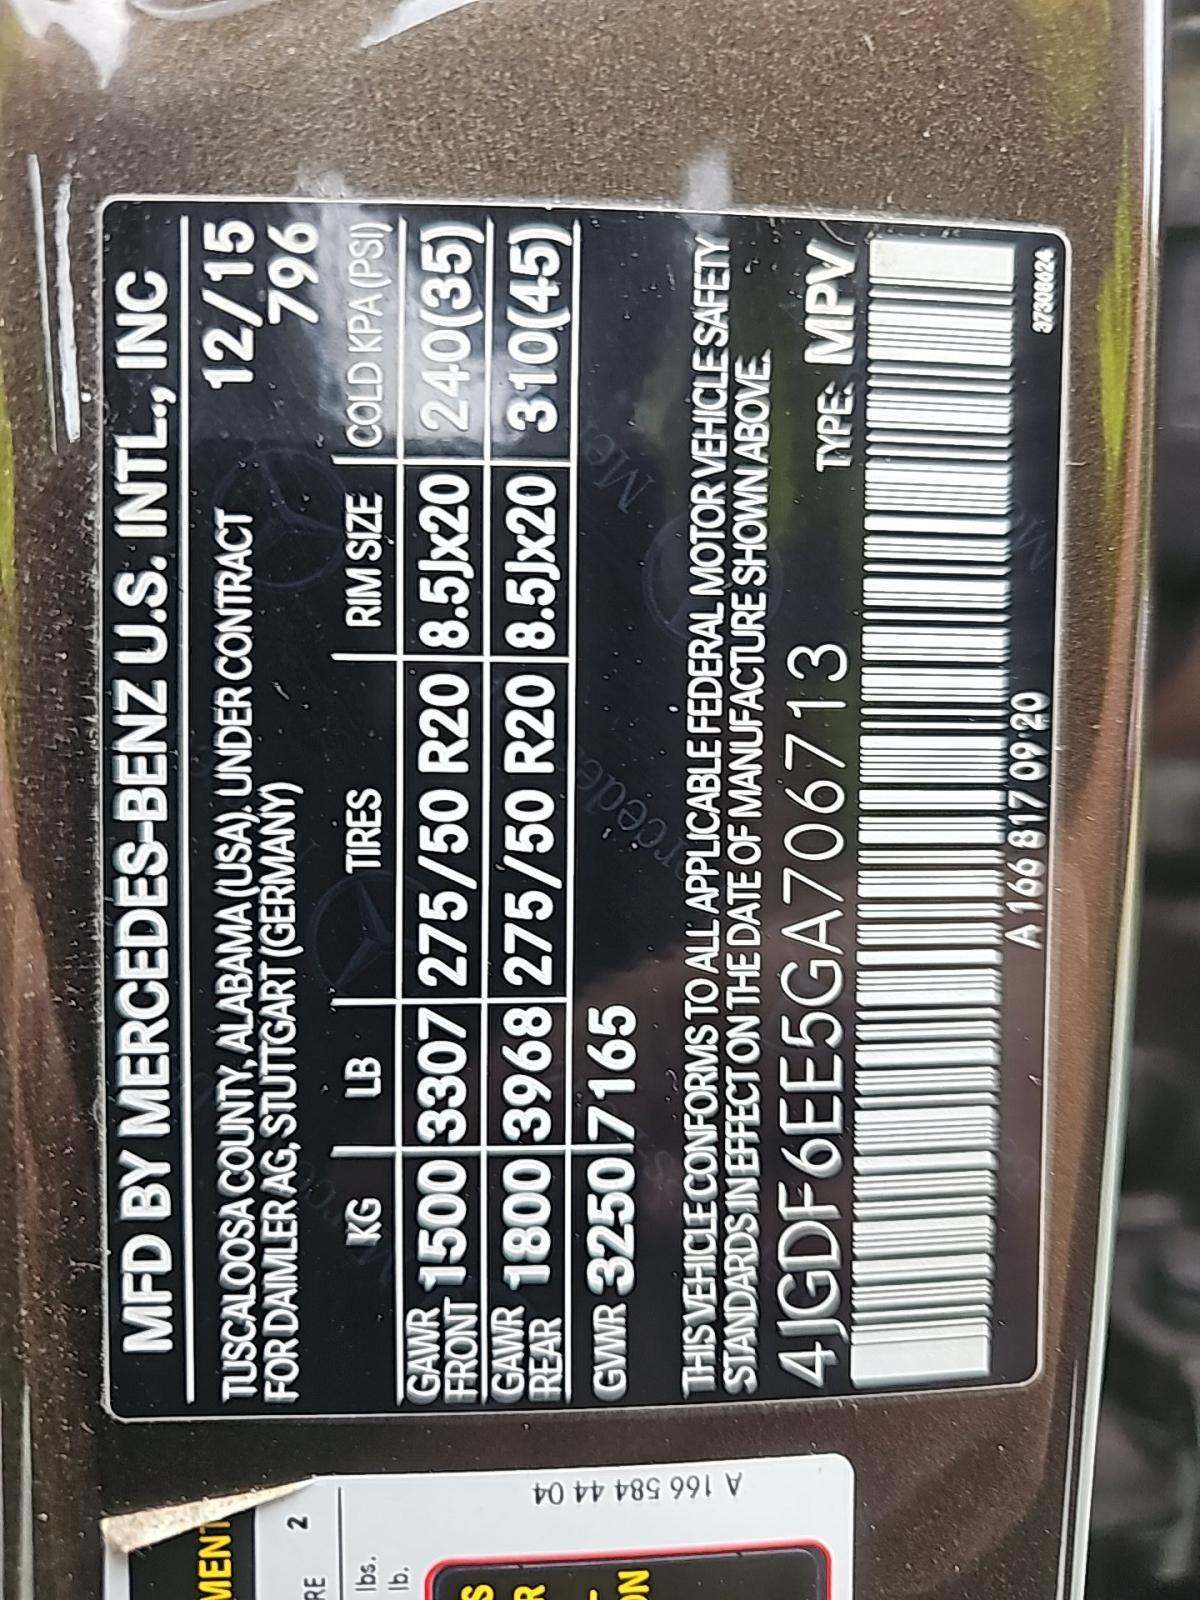 MFD BY MERCEDES-BENZ U.S. INTL., INC
TUSCALOOSA COUNTY, ALABAMA (USA). UNDER CONTRACT 12/15
FOR DAIMLER AG, STUTTGART (GERMANY) 796
KG LB TIRES RIM SIZE COLD KPA (PSI)
GAWR FRONT 1500 3307 275/50 R20 8.5Jx20 240(35)
GAWR REAR 1800 3968 275/50 R20 8.5Jx20 310(45)
GVWR 3250 7165
THIS VEHICLE CONFORMS TO ALL APPLICABLE FEDERAL MOTOR VEHICLE SAFETY
STANDARDS IN EFFECT ON THE DATE OF MANUFACTURE SHOWN ABOVE.
4JGDF6EE5GA706713 TYPE: MPV
A 166 817 09 20
37308624
A 166 584 44 04
2
lbs.
lb.